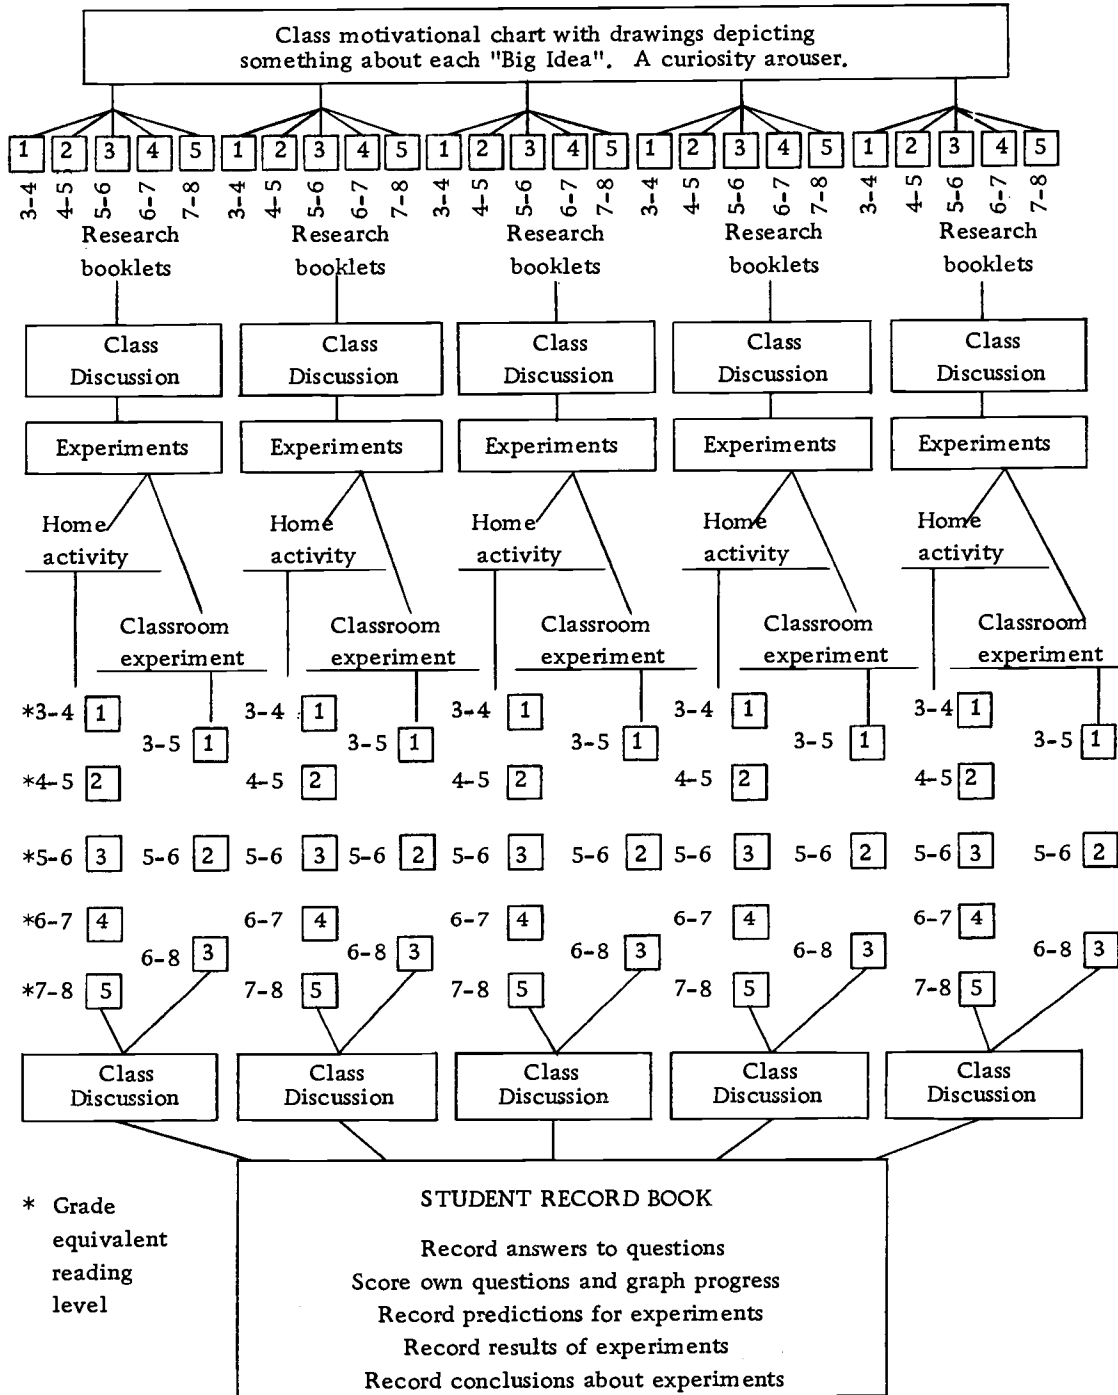 Class motivational chart with drawings depicting
something about each "Big Idea". A curiosity arouser.
1 2 3 4 5 1 2 3 4 5 1 2 3 4 5 1 2 3 4 5 1 2 3 4 5
3-4 4-5 5-6 6-7 7-8 3-4 4-5 5-6 6-7 7-8 3-4 4-5 5-6 6-7 7-8 3-4 4-5 5-6 6-7 7-8 3-4 4-5 5-6 6-7 7-8
Research Research Research Research Research
booklets booklets booklets booklets booklets
Class Class Class Class Class
Discussion Discussion Discussion Discussion Discussion
Experiments Experiments Experiments Experiments Experiments
Home Home Home Home Home
activity activity activity activity activity
Classroom Classroom Classroom Classroom Classroom
experiment experiment experiment experiment experiment
*3-4 1 3-4 1 3-4 1 3-4 1 3-4 1
3-5 1 3-5 1 3-5 1 3-5 1 3-5 1
*4-5 2 4-5 2 4-5 2 4-5 2 4-5 2
*5-6 3 5-6 2 5-6 3 5-6 2 5-6 3 5-6 2 5-6 3 5-6 2 5-6 3 5-6 2
*6-7 4 6-7 4 6-7 4 6-7 4 6-7 4
6-8 3 6-8 3 6-8 3 6-8 3 6-8 3
*7-8 5 7-8 5 7-8 5 7-8 5 7-8 5
Class Class Class Class Class
Discussion Discussion Discussion Discussion Discussion
* Grade
equivalent
reading
level
STUDENT RECORD BOOK
Record answers to questions
Score own questions and graph progress
Record predictions for experiments
Record results of experiments
Record conclusions about experiments